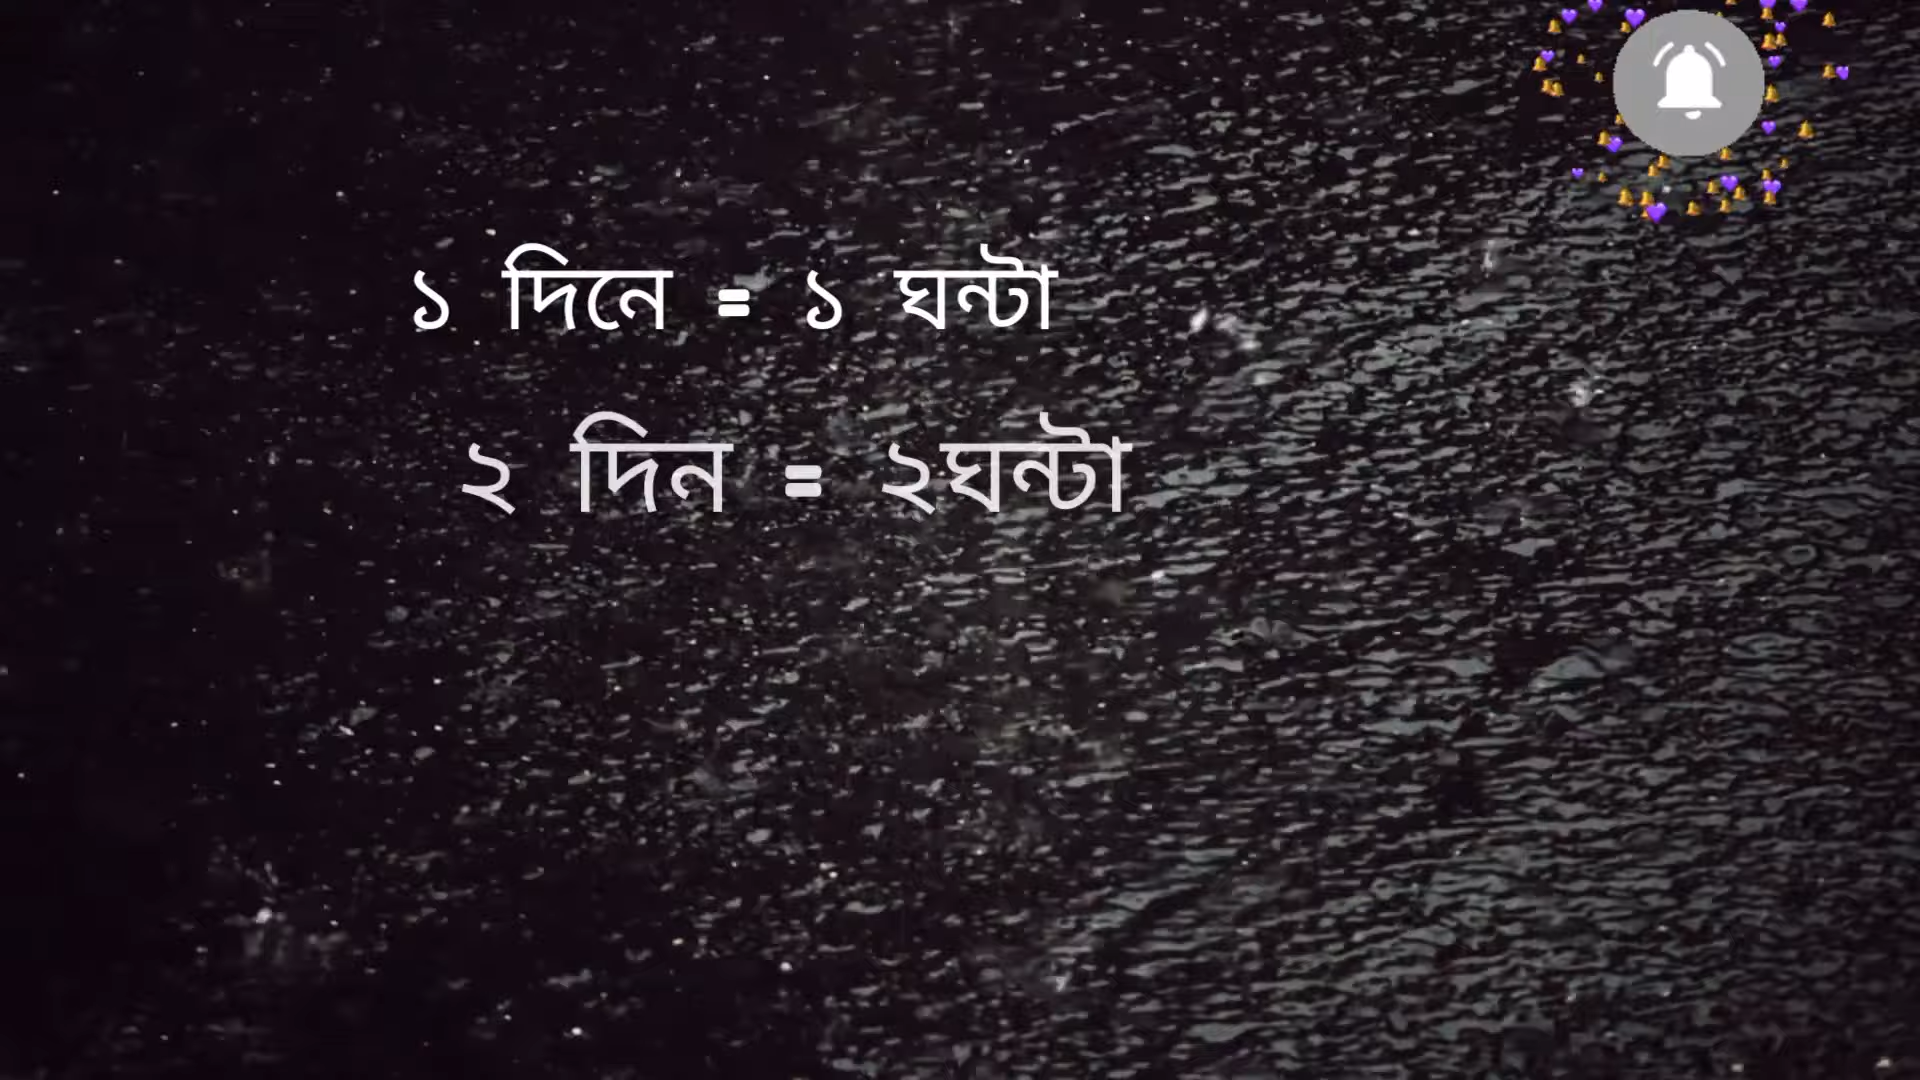 ১ দিনে = ১ ঘন্টা
২ দিন = ২ঘন্টা